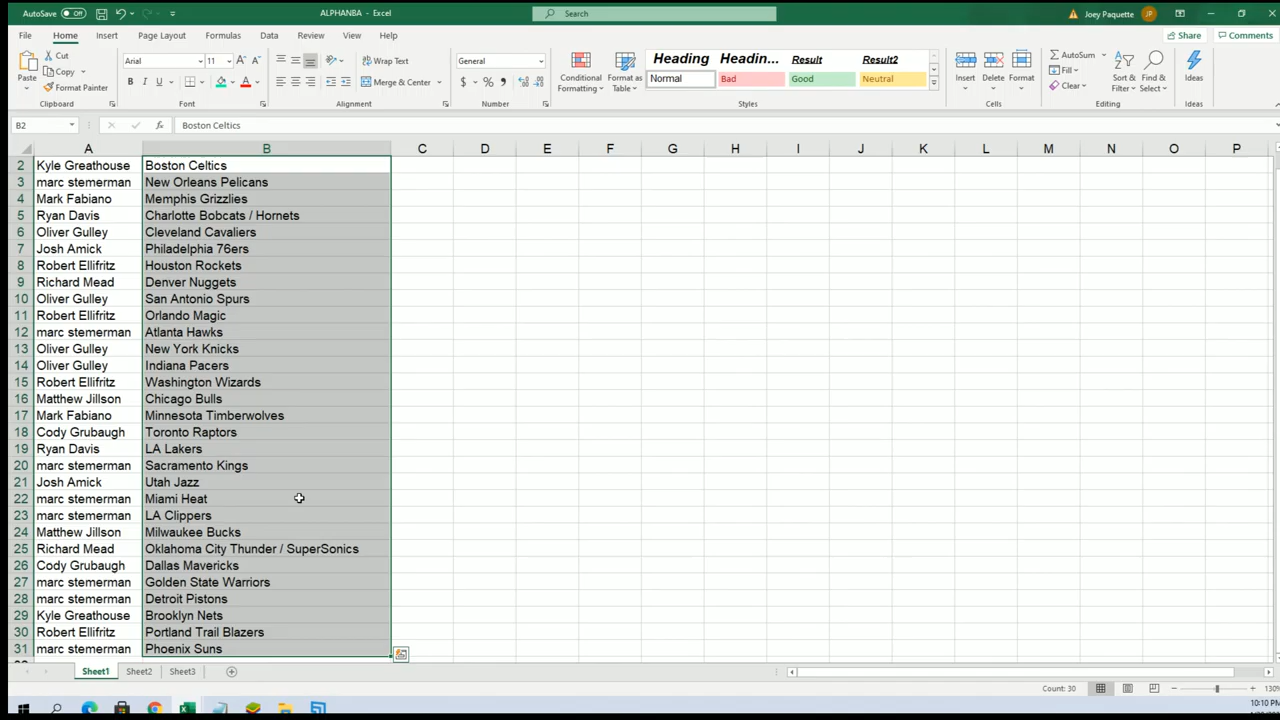 AutoSave Off ALPHANBA - Excel Search Joey Paquette JP
File Home Insert Page Layout Formulas Data Review View Help Share Comments
Paste Cut Copy Format Painter Clipboard
Arial 11 A A B I U A Font
Wrap Text Merge & Center Alignment
General $ % , Number
Conditional Formatting Format as Table
Heading Headin... Result Result2
Normal Bad Good Neutral
Styles
Insert Delete Format Cells
AutoSum Fill Clear Sort & Filter Find & Select Editing
Ideas Ideas
B2 fx Boston Celtics
A B C D E F G H I J K L M N O P
2 Kyle Greathouse Boston Celtics
3 marc stemerman New Orleans Pelicans
4 Mark Fabiano Memphis Grizzlies
5 Ryan Davis Charlotte Bobcats / Hornets
6 Oliver Gulley Cleveland Cavaliers
7 Josh Amick Philadelphia 76ers
8 Robert Ellifritz Houston Rockets
9 Richard Mead Denver Nuggets
10 Oliver Gulley San Antonio Spurs
11 Robert Ellifritz Orlando Magic
12 marc stemerman Atlanta Hawks
13 Oliver Gulley New York Knicks
14 Oliver Gulley Indiana Pacers
15 Robert Ellifritz Washington Wizards
16 Matthew Jillson Chicago Bulls
17 Mark Fabiano Minnesota Timberwolves
18 Cody Grubaugh Toronto Raptors
19 Ryan Davis LA Lakers
20 marc stemerman Sacramento Kings
21 Josh Amick Utah Jazz
22 marc stemerman Miami Heat
23 marc stemerman LA Clippers
24 Matthew Jillson Milwaukee Bucks
25 Richard Mead Oklahoma City Thunder / SuperSonics
26 Cody Grubaugh Dallas Mavericks
27 marc stemerman Golden State Warriors
28 marc stemerman Detroit Pistons
29 Kyle Greathouse Brooklyn Nets
30 Robert Ellifritz Portland Trail Blazers
31 marc stemerman Phoenix Suns
Sheet1 Sheet2 Sheet3
Count: 30 130%
10:10 PM